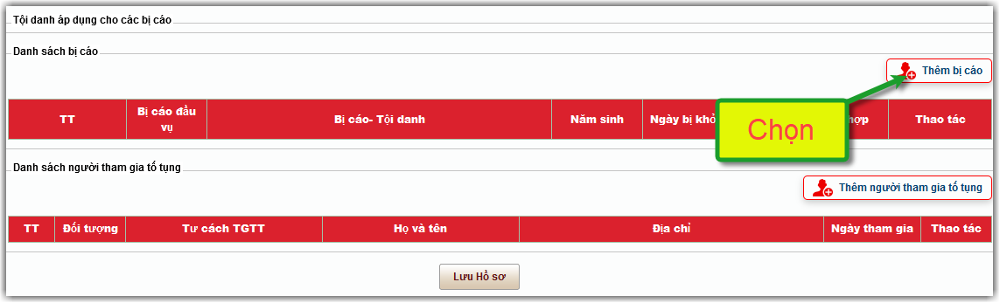 Tội danh áp dụng cho các bị cáo
Danh sách bị cáo
Thêm bị cáo
TT Bị cáo đầu vụ Bị cáo- Tội danh Năm sinh Ngày bị hợp Thao tác
Chọn
Danh sách người tham gia tố tụng
Thêm người tham gia tố tụng
TT Đối tượng Tư cách TGTT Họ và tên Địa chỉ Ngày tham gia Thao tác
Lưu Hồ sơ